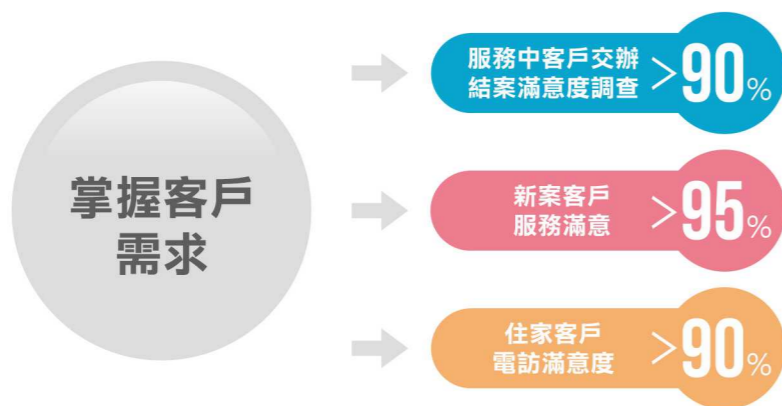 掌握客戶
需求
服務中客戶交辦
結案滿意度調查
>90%
新案客戶
服務滿意
>95%
住家客戶
電訪滿意度
>90%